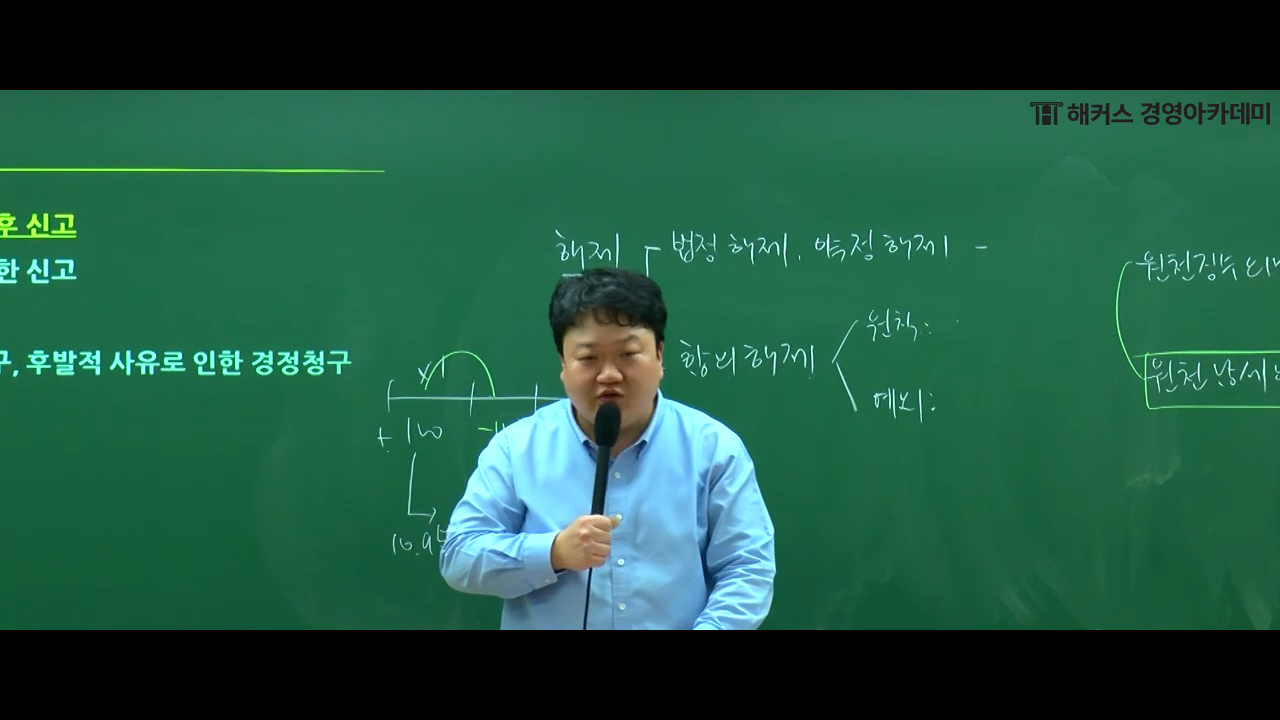 해커스 경영아카데미
후 신고
한 신고
구, 후발적 사유로 인한 경정청구
해제 법정해제, 약정해제 -
합의해제
원칙:
예외:
+ 100
원천징수
원천납세